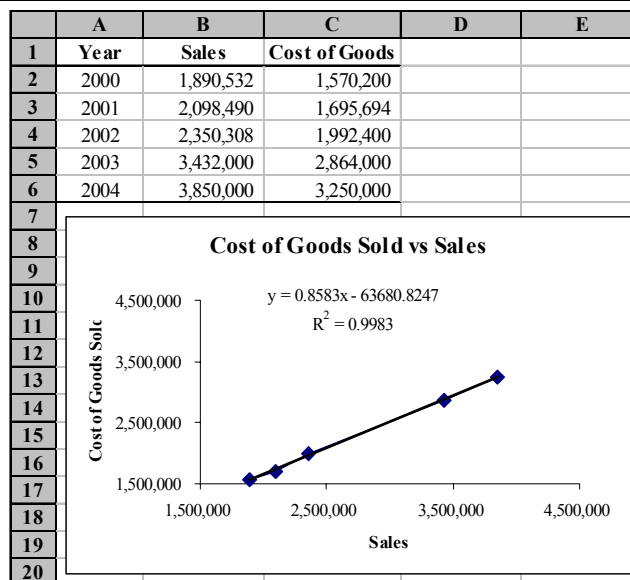 A B C D E
1 Year Sales Cost of Goods
2 2000 1,890,532 1,570,200
3 2001 2,098,490 1,695,694
4 2002 2,350,308 1,992,400
5 2003 3,432,000 2,864,000
6 2004 3,850,000 3,250,000
7
8
9
10
11
12
13
14
15
16
17
18
19
20
Cost of Goods Sold vs Sales
y = 0.8583x - 63680.8247
R² = 0.9983
Cost of Goods Sold
4,500,000
3,500,000
2,500,000
1,500,000
1,500,000 2,500,000 3,500,000 4,500,000
Sales